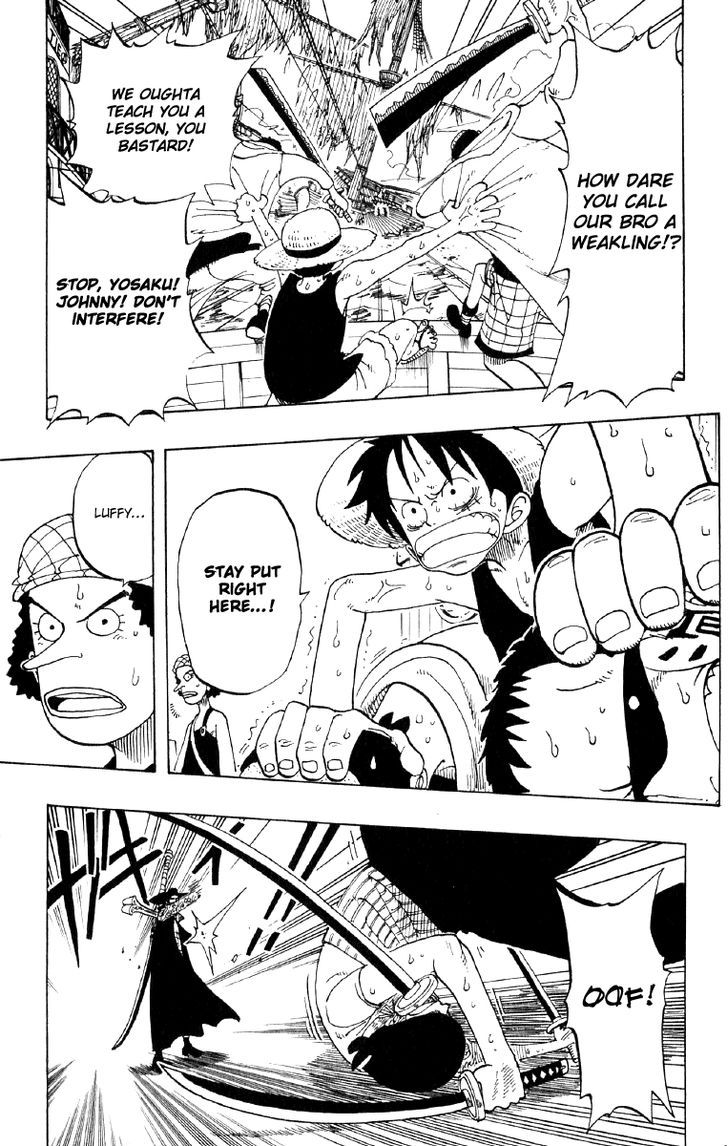 HOW DARE
YOU CALL
OUR BRO A
WEAKLING!?
WE OUGHTA
TEACH YOU A
LESSON, YOU
BASTARD!
STOP, YOSAKU!
JOHNNY! DON'T
INTERFERE!
STAY PUT
RIGHT
HERE...!
LUFFY...
OOF!